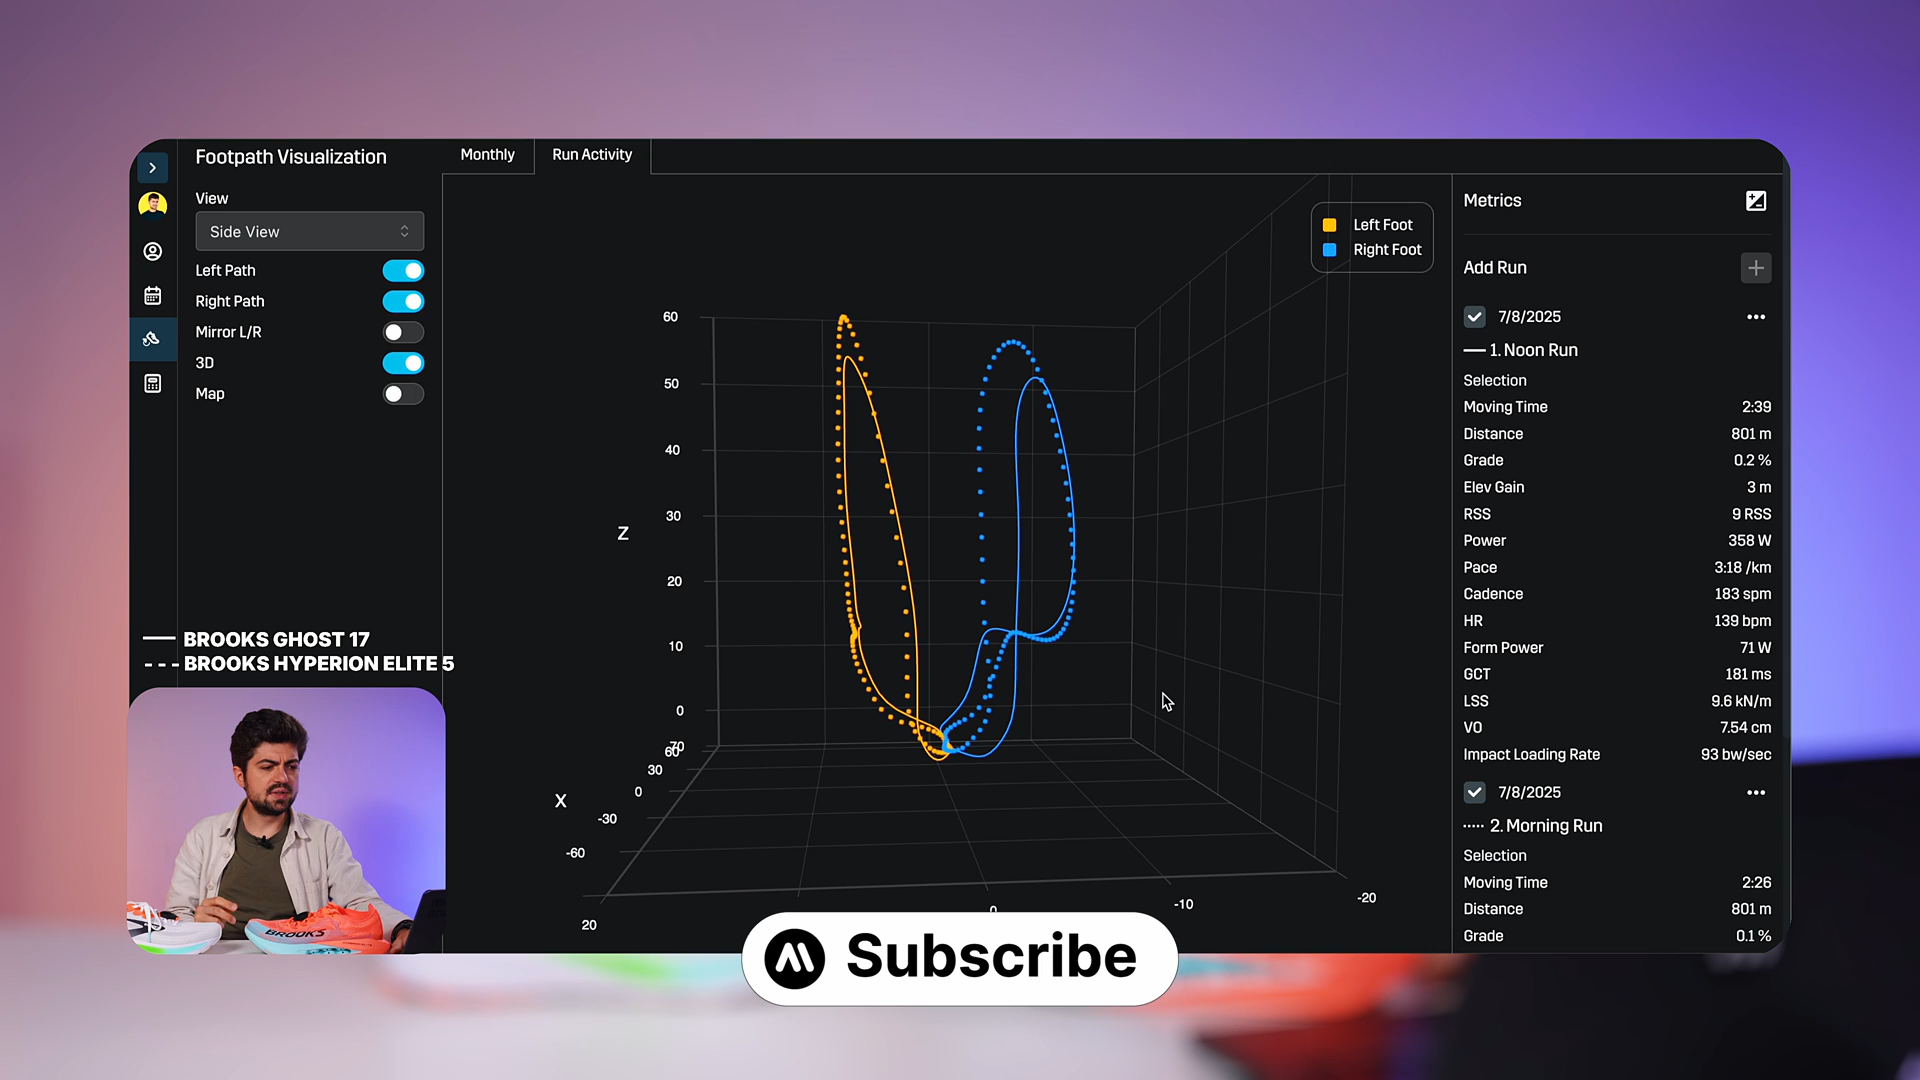 Footpath Visualization
Monthly
Run Activity
View
Side View
Left Path
Right Path
Mirror L/R
3D
Map
BROOKS GHOST 17
BROOKS HYPERION ELITE 5
BROOKS
Left Foot
Right Foot
60
50
40
Z
30
20
10
0
70
60
30
X
0
-30
-60
20
0
-10
-20
Metrics
Add Run
7/8/2025
1. Noon Run
Selection
Moving Time 2:39
Distance 801 m
Grade 0.2 %
Elev Gain 3 m
RSS 9 RSS
Power 358 W
Pace 3:18 /km
Cadence 183 spm
HR 139 bpm
Form Power 71 W
GCT 181 ms
LSS 9.6 kN/m
VO 7.54 cm
Impact Loading Rate 93 bw/sec
7/8/2025
2. Morning Run
Selection
Moving Time 2:26
Distance 801 m
Grade 0.1 %
Subscribe